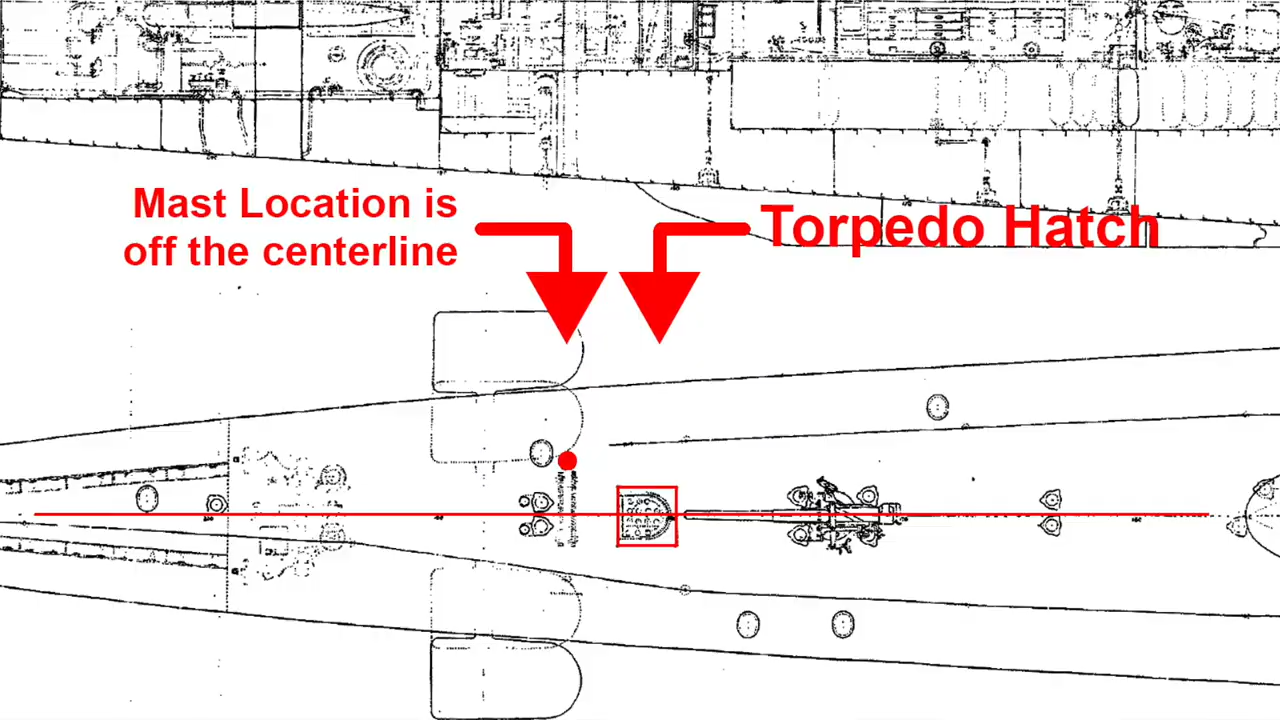 Mast Location is
off the centerline
Torpedo Hatch